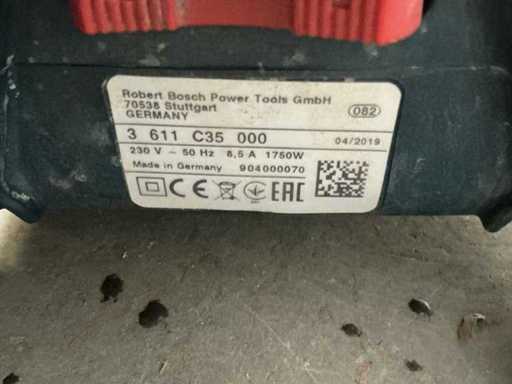 Robert Bosch Power Tools GmbH
70538 Stuttgart
GERMANY
082
3 611 C35 000
04/2019
230 V ~ 50 Hz 8,5 A 1750W
Made in Germany 904000070
CE EAC